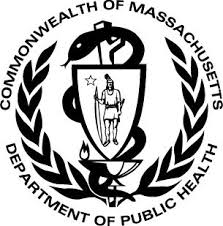 COMMONWEALTH OF MASSACHUSETTS
DEPARTMENT OF PUBLIC HEALTH